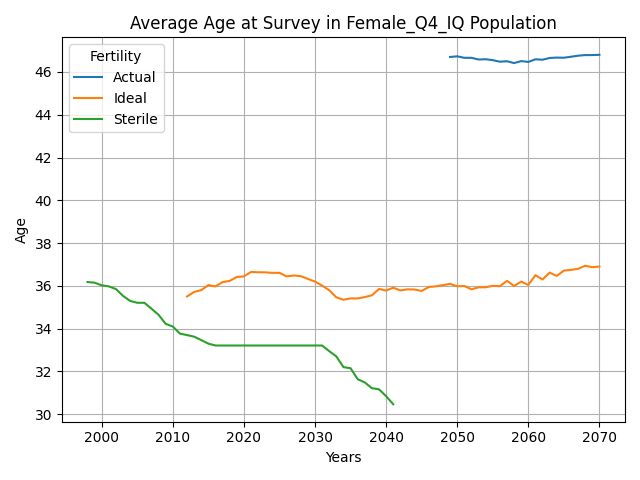 Average Age at Survey in Female_Q4_IQ Population
Fertility
Actual
Ideal
Sterile
46
44
42
40
38
36
34
32
30
Age
2000 2010 2020 2030 2040 2050 2060 2070
Years